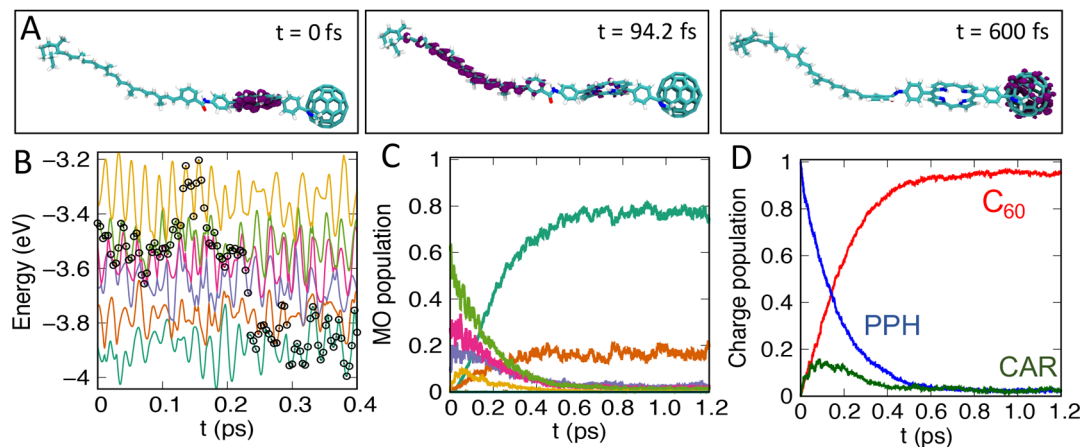 A
t = 0 fs
t = 94.2 fs
t = 600 fs
B
C
D
Energy (eV)
-3.2
-3.4
-3.6
-3.8
-4
0
0.1
0.2
0.3
0.4
t (ps)
MO population
1
0.8
0.6
0.4
0.2
0
0 0.2 0.4 0.6 0.8 1.0 1.2
t (ps)
Charge population
1
0.8
0.6
0.4
0.2
0
C₆₀
PPH
CAR
0 0.2 0.4 0.6 0.8 1.0 1.2
t (ps)